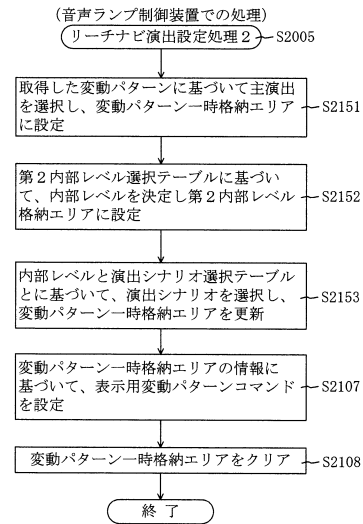 (音声ランプ制御装置での処理)
リーチナビ演出設定処理2
S2005
取得した変動パターンに基づいて主演出
を選択し、変動パターン一時格納エリア
に設定
S2151
第2内部レベル選択テーブルに基づい
て、内部レベルを決定し第2内部レベル
格納エリアに設定
S2152
内部レベルと演出シナリオ選択テーブル
とに基づいて、演出シナリオを選択し、
変動パターン一時格納エリアを更新
S2153
変動パターン一時格納エリアの情報に
基づいて、表示用変動パターンコマンド
を設定
S2107
変動パターン一時格納エリアをクリア
S2108
終了